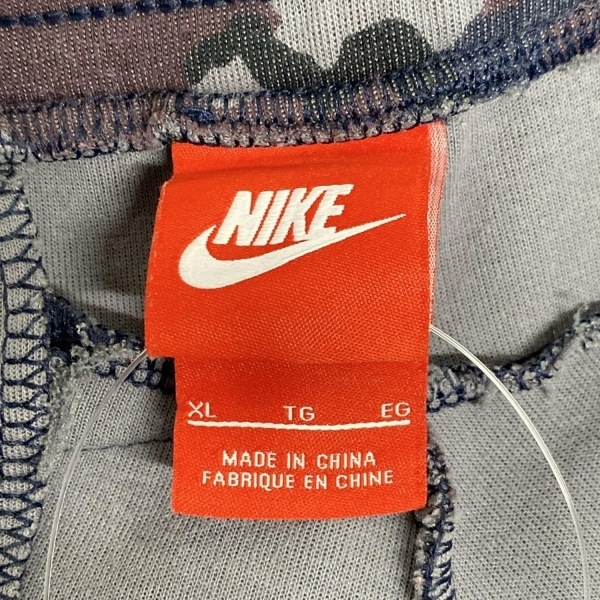 NIKE
XL TG EG
MADE IN CHINA
FABRIQUE EN CHINE